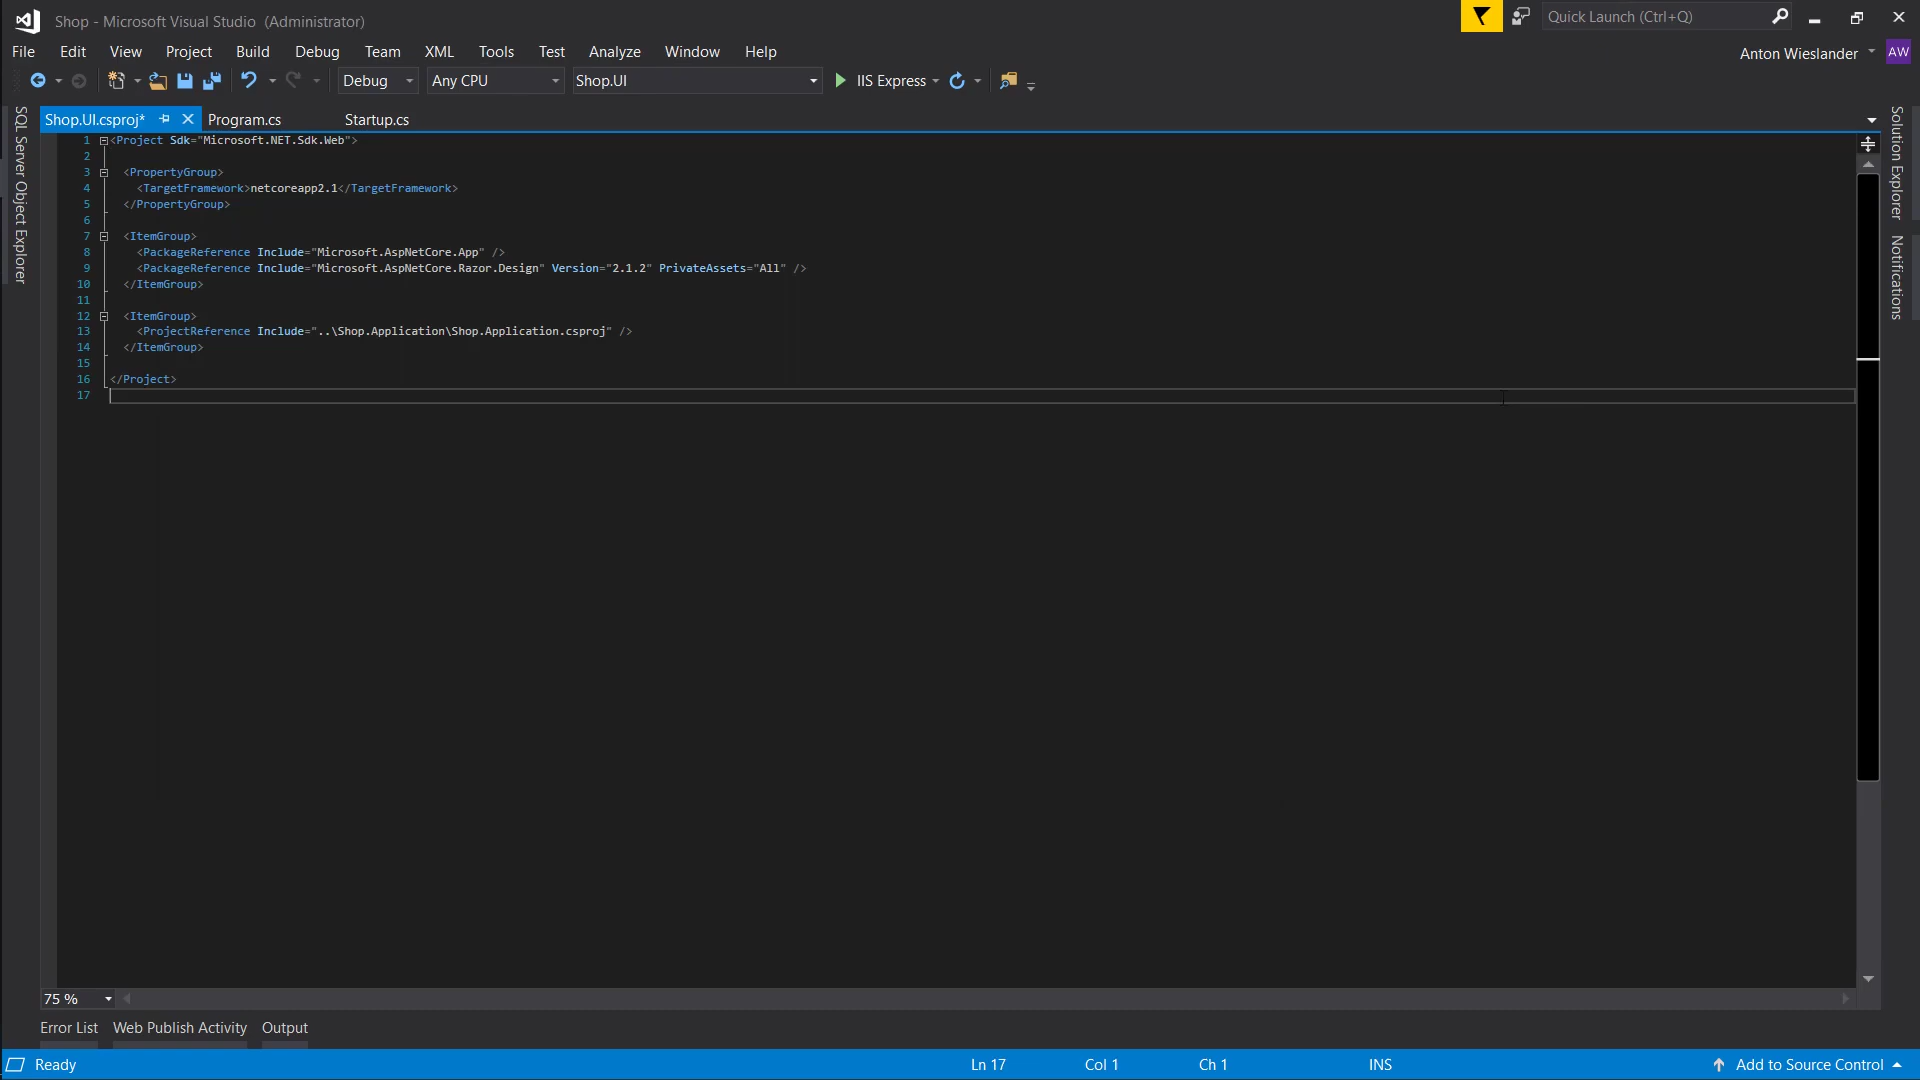 Shop - Microsoft Visual Studio (Administrator)
Quick Launch (Ctrl+Q)
File Edit View Project Build Debug Team XML Tools Test Analyze Window Help
Anton Wieslander AW
Debug Any CPU Shop.UI IIS Express
SQL Server Object Explorer
Shop.UI.csproj* Program.cs Startup.cs
1 <Project Sdk="Microsoft.NET.Sdk.Web">
2
3 <PropertyGroup>
4 <TargetFramework>netcoreapp2.1</TargetFramework>
5 </PropertyGroup>
6
7 <ItemGroup>
8 <PackageReference Include="Microsoft.AspNetCore.App" />
9 <PackageReference Include="Microsoft.AspNetCore.Razor.Design" Version="2.1.2" PrivateAssets="All" />
10 </ItemGroup>
11
12 <ItemGroup>
13 <ProjectReference Include="..\Shop.Application\Shop.Application.csproj" />
14 </ItemGroup>
15
16 </Project>
17
Solution Explorer
Notifications
75 %
Error List Web Publish Activity Output
Ready Ln 17 Col 1 Ch 1 INS Add to Source Control